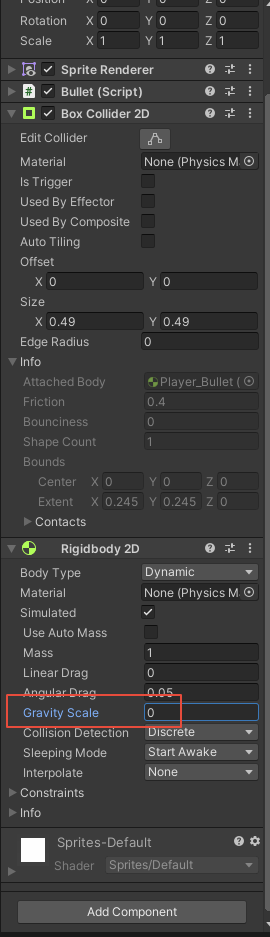 Position X 0 Y 0 Z 0
Rotation X 0 Y 0 Z 0
Scale X 1 Y 1 Z 1
Sprite Renderer
# Bullet (Script)
Box Collider 2D
Edit Collider
Material None (Physics M
Is Trigger
Used By Effector
Used By Composite
Auto Tiling
Offset
X 0 Y 0
Size
X 0.49 Y 0.49
Edge Radius 0
Info
Attached Body Player_Bullet (
Friction 0.4
Bounciness 0
Shape Count 1
Bounds
Center X 0 Y 0 Z 0
Extent X 0.245 Y 0.245 Z 0
Contacts
Rigidbody 2D
Body Type Dynamic
Material None (Physics M
Simulated
Use Auto Mass
Mass 1
Linear Drag 0
Angular Drag 0.05
Gravity Scale 0
Collision Detection Discrete
Sleeping Mode Start Awake
Interpolate None
Constraints
Info
Sprites-Default
Shader Sprites/Default
Add Component